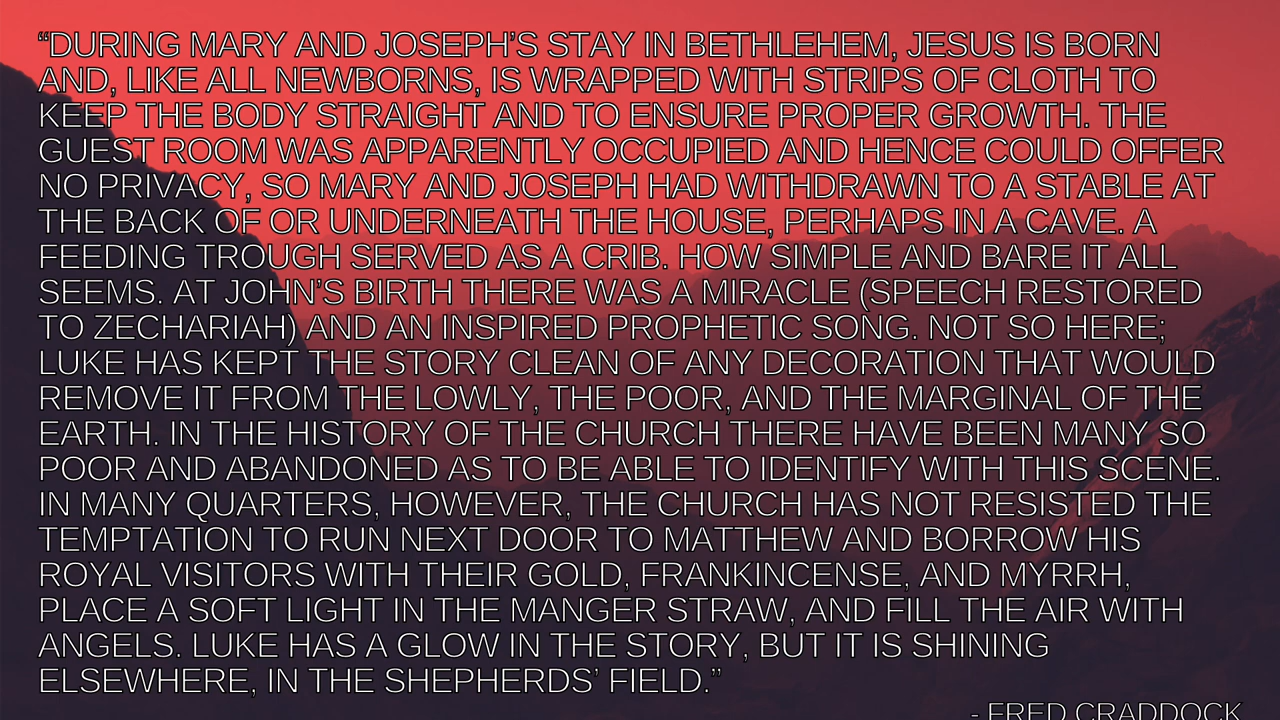 “DURING MARY AND JOSEPH’S STAY IN BETHLEHEM, JESUS IS BORN
AND, LIKE ALL NEWBORNS, IS WRAPPED WITH STRIPS OF CLOTH TO
KEEP THE BODY STRAIGHT AND TO ENSURE PROPER GROWTH. THE
GUEST ROOM WAS APPARENTLY OCCUPIED AND HENCE COULD OFFER
NO PRIVACY, SO MARY AND JOSEPH HAD WITHDRAWN TO A STABLE AT
THE BACK OF OR UNDERNEATH THE HOUSE, PERHAPS IN A CAVE. A
FEEDING TROUGH SERVED AS A CRIB. HOW SIMPLE AND BARE IT ALL
SEEMS. AT JOHN’S BIRTH THERE WAS A MIRACLE (SPEECH RESTORED
TO ZECHARIAH) AND AN INSPIRED PROPHETIC SONG. NOT SO HERE;
LUKE HAS KEPT THE STORY CLEAN OF ANY DECORATION THAT WOULD
REMOVE IT FROM THE LOWLY, THE POOR, AND THE MARGINAL OF THE
EARTH. IN THE HISTORY OF THE CHURCH THERE HAVE BEEN MANY SO
POOR AND ABANDONED AS TO BE ABLE TO IDENTIFY WITH THIS SCENE.
IN MANY QUARTERS, HOWEVER, THE CHURCH HAS NOT RESISTED THE
TEMPTATION TO RUN NEXT DOOR TO MATTHEW AND BORROW HIS
ROYAL VISITORS WITH THEIR GOLD, FRANKINCENSE, AND MYRRH,
PLACE A SOFT LIGHT IN THE MANGER STRAW, AND FILL THE AIR WITH
ANGELS. LUKE HAS A GLOW IN THE STORY, BUT IT IS SHINING
ELSEWHERE, IN THE SHEPHERDS’ FIELD.”
- FRED CRADDOCK